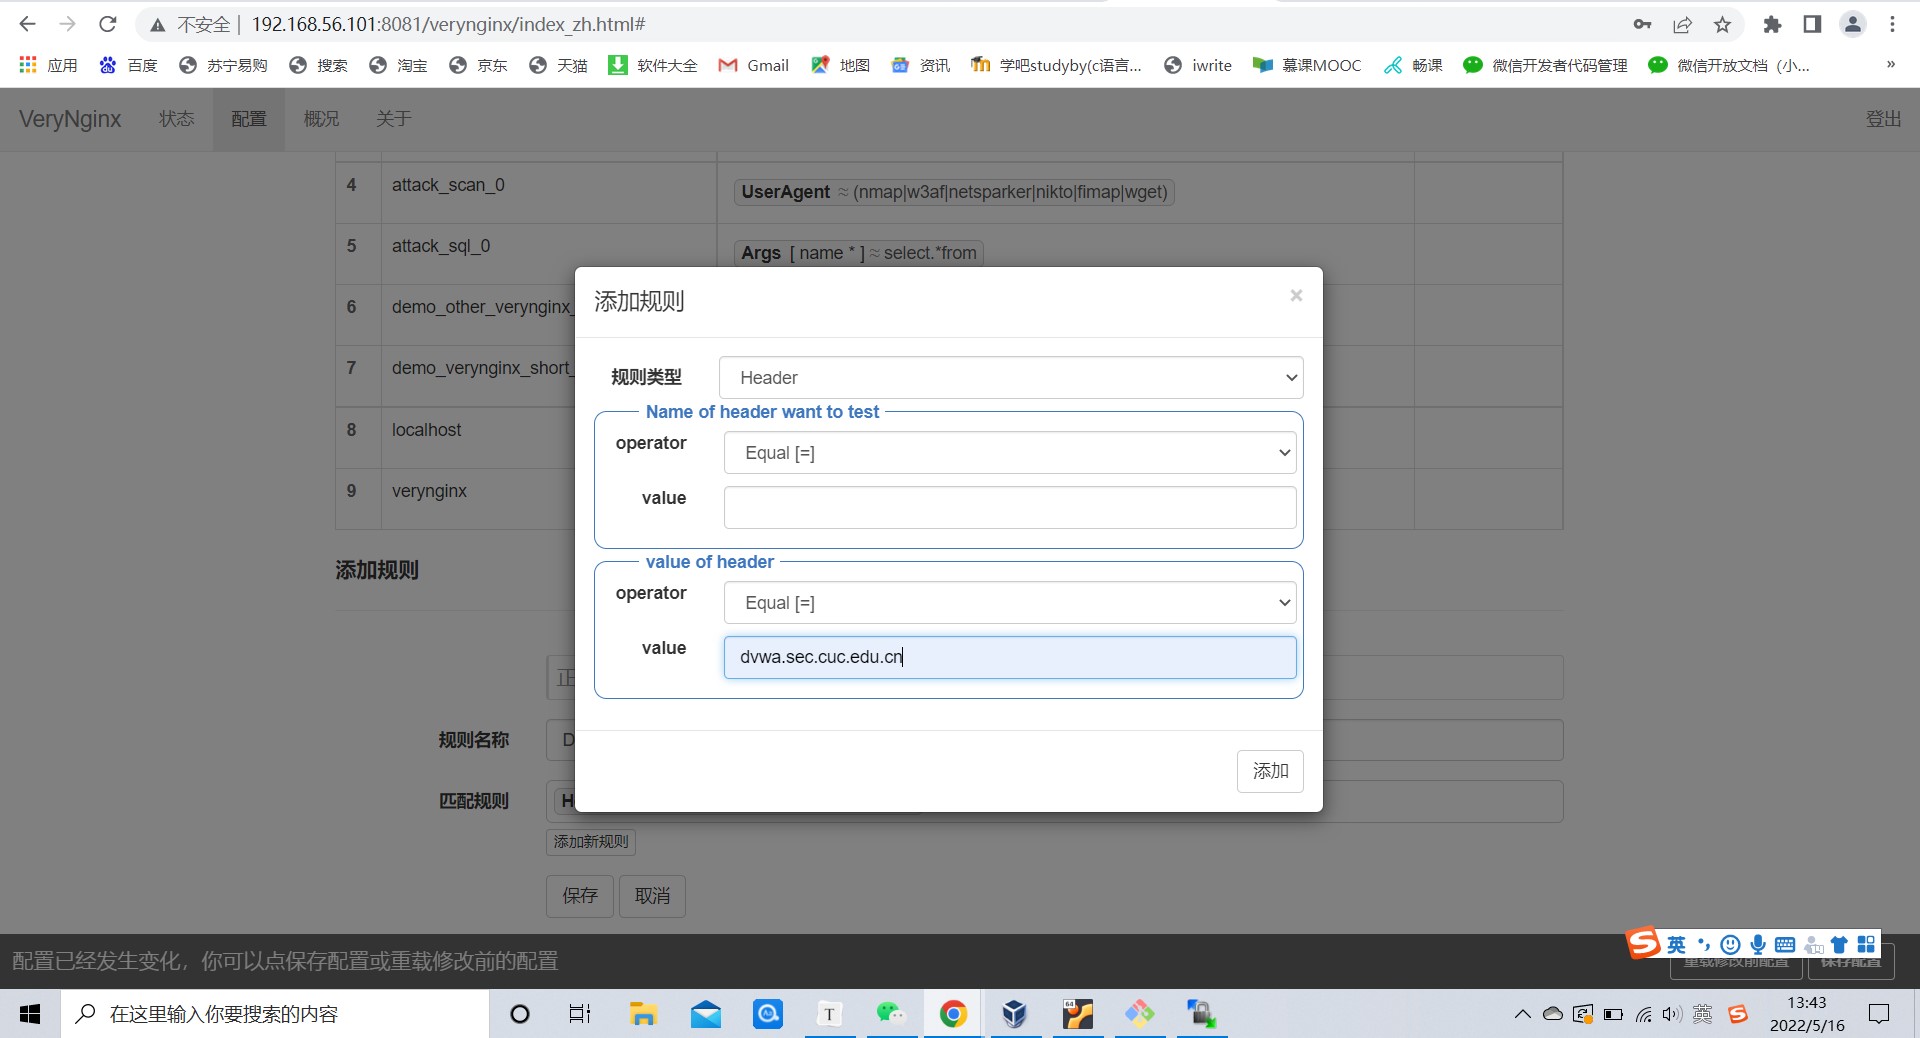 不安全 | 192.168.56.101:8081/verynginx/index_zh.html#
应用 百度 苏宁易购 搜索 淘宝 京东 天猫 软件大全 Gmail 地图 资讯 学吧studyby(c语言... iwrite 慕课MOOC 畅课 微信开发者代码管理 微信开放文档（小... »
VeryNginx 状态 配置 概况 关于 登出
4 attack_scan_0 UserAgent ≈ (nmap|w3af|netsparker|nikto|fimap|wget)
5 attack_sql_0 Args [ name * ] ≈ select.*from
6 demo_other_verynginx_
7 demo_verynginx_short_
8 localhost
9 verynginx
添加规则 ×
规则类型 Header
Name of header want to test
operator Equal [=]
value
value of header
operator Equal [=]
value dvwa.sec.cuc.edu.cn
添加
添加规则
正
规则名称 D
匹配规则 H
添加新规则
保存 取消
配置已经发生变化，你可以点保存配置或重载修改前的配置
英
重载修改前配置 保存配置
在这里输入你要搜索的内容
T
64
英
13:43
2022/5/16